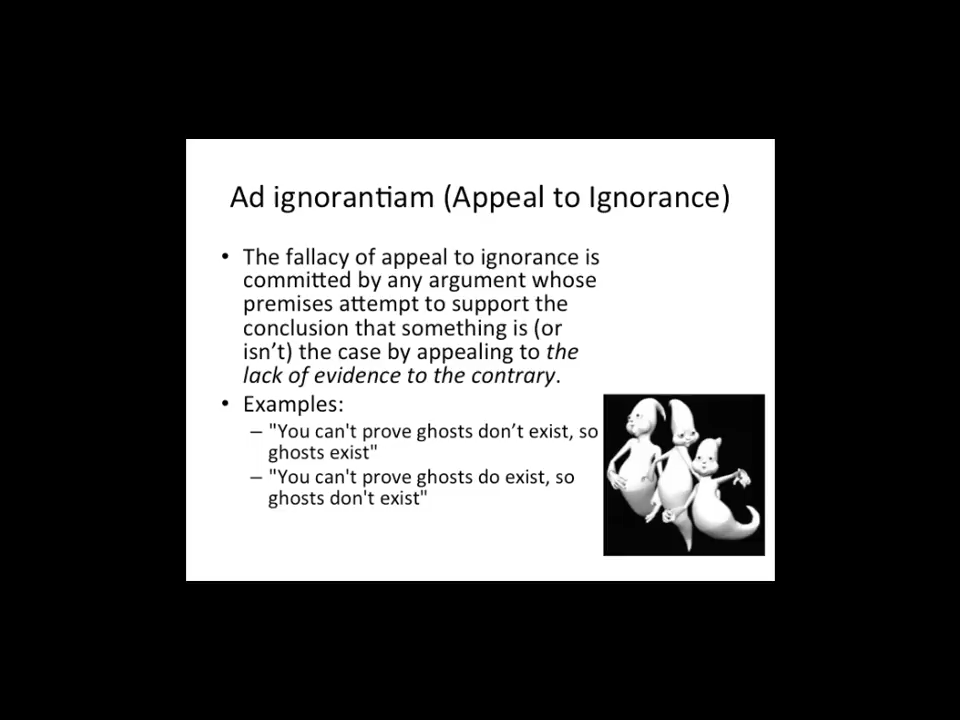 Ad ignorantiam (Appeal to Ignorance)
• The fallacy of appeal to ignorance is
committed by any argument whose
premises attempt to support the
conclusion that something is (or
isn’t) the case by appealing to the
lack of evidence to the contrary.
• Examples:
– "You can't prove ghosts don’t exist, so
ghosts exist"
– "You can't prove ghosts do exist, so
ghosts don't exist"